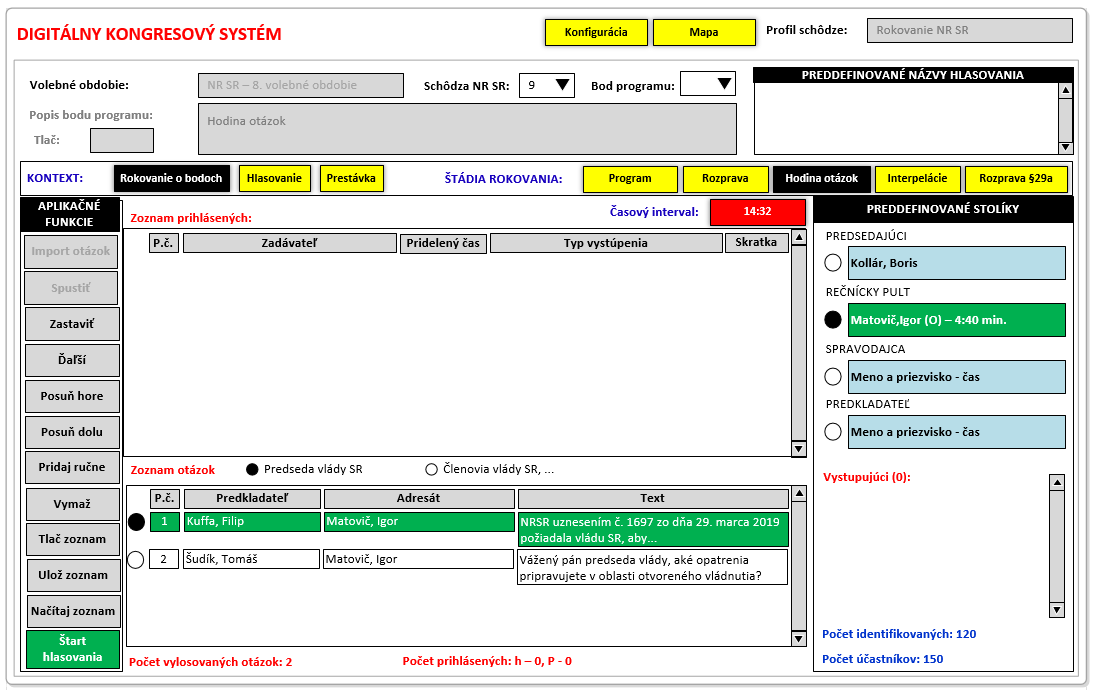 DIGITÁLNY KONGRESOVÝ SYSTÉM
Konfigurácia
Mapa
Profil schôdze:
Rokovanie NR SR
Volebné obdobie:
NR SR – 8. volebné obdobie
Schôdza NR SR:
9
Bod programu:
PREDDEFINOVANÉ NÁZVY HLASOVANIA
Popis bodu programu:
Hodina otázok
Tlač:
KONTEXT:
Rokovanie o bodoch
Hlasovanie
Prestávka
ŠTÁDIA ROKOVANIA:
Program
Rozprava
Hodina otázok
Interpelácie
Rozprava §29a
APLIKAČNÉ
FUNKCIE
Import otázok
Spustiť
Zastaviť
Ďaľší
Posuň hore
Posuň dolu
Pridaj ručne
Vymaž
Tlač zoznam
Ulož zoznam
Načítaj zoznam
Štart
hlasovania
Zoznam prihlásených:
Časový interval:
14:32
P.č.
Zadávateľ
Pridelený čas
Typ vystúpenia
Skratka
Zoznam otázok
Predseda vlády SR
Členovia vlády SR, ...
P.č.
Predkladateľ
Adresát
Text
1
Kuffa, Filip
Matovič, Igor
NRSR uznesením č. 1697 zo dňa 29. marca 2019
požiadala vládu SR, aby...
2
Šudík, Tomáš
Matovič, Igor
Vážený pán predseda vlády, aké opatrenia
pripravujete v oblasti otvoreného vládnutia?
Počet vylosovaných otázok: 2
Počet prihlásených: h – 0, P - 0
PREDDEFINOVANÉ STOLÍKY
PREDSEDAJÚCI
Kollár, Boris
REČNÍCKY PULT
Matovič,Igor (O) – 4:40 min.
SPRAVODAJCA
Meno a priezvisko - čas
PREDKLADATEĽ
Meno a priezvisko - čas
Vystupujúci (0):
Počet identifikovaných: 120
Počet účastníkov: 150